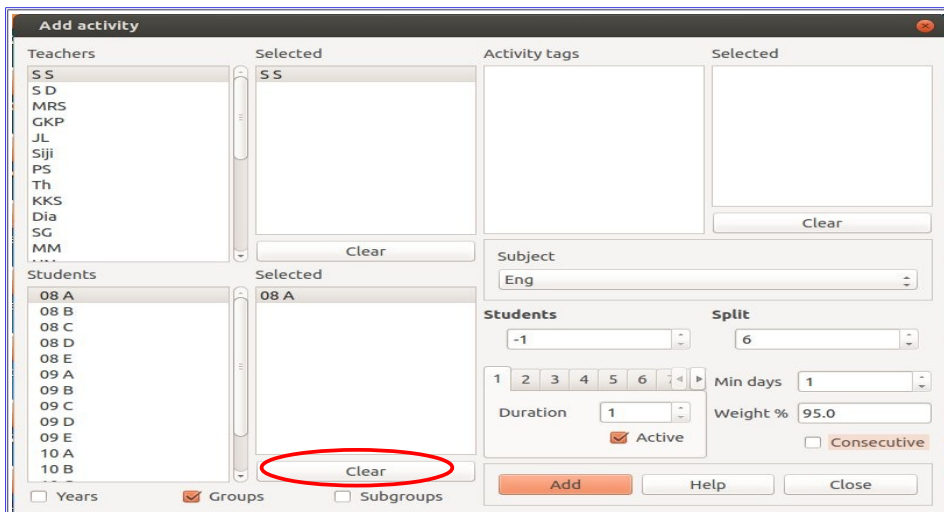 Add activity
Teachers
S S
S D
MRS
GKP
JL
Siji
PS
Th
KKS
Dia
SG
MM
Selected
S S
Clear
Activity tags
Selected
Clear
Subject
Eng
Students
08 A
08 B
08 C
08 D
08 E
09 A
09 B
09 C
09 D
09 E
10 A
10 B
Selected
08 A
Clear
Years
Groups
Subgroups
Students
-1
Split
6
1 2 3 4 5 6
Duration 1
Active
Min days 1
Weight % 95.0
Consecutive
Add
Help
Close